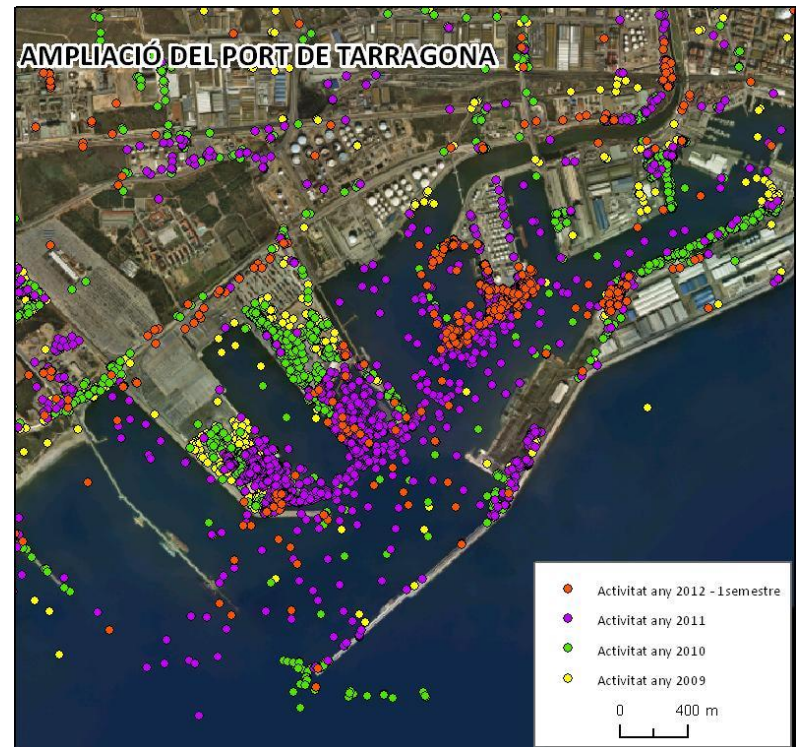 AMPLIACIÓ DEL PORT DE TARRAGONA
Activitat any 2012 - 1semestre
Activitat any 2011
Activitat any 2010
Activitat any 2009
0 400 m